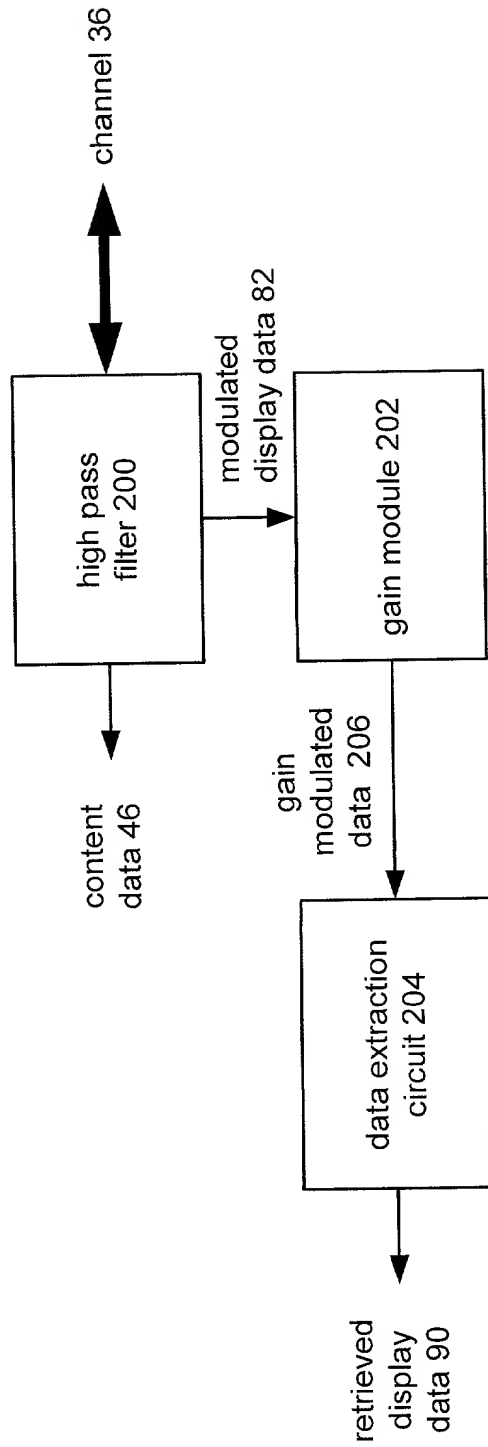 channel 36
high pass
filter 200
content
data 46
modulated
display data 82
gain module 202
gain
modulated
data 206
data extraction
circuit 204
retrieved
display
data 90